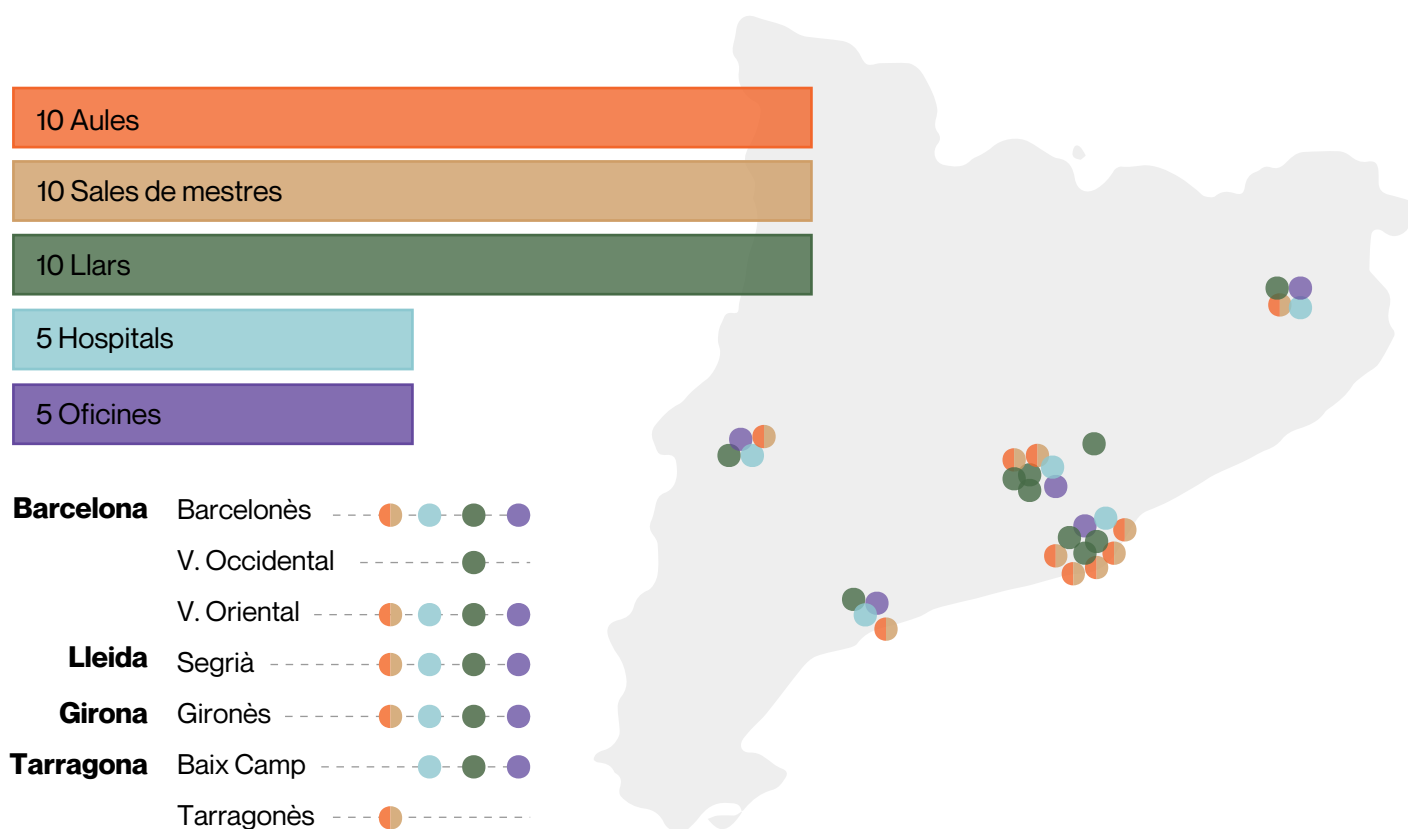 10 Aules
10 Sales de mestres
10 Llars
5 Hospitals
5 Oficines
Barcelona Barcelonès
V. Occidental
V. Oriental
Lleida Segrià
Girona Gironès
Tarragona Baix Camp
Tarragonès